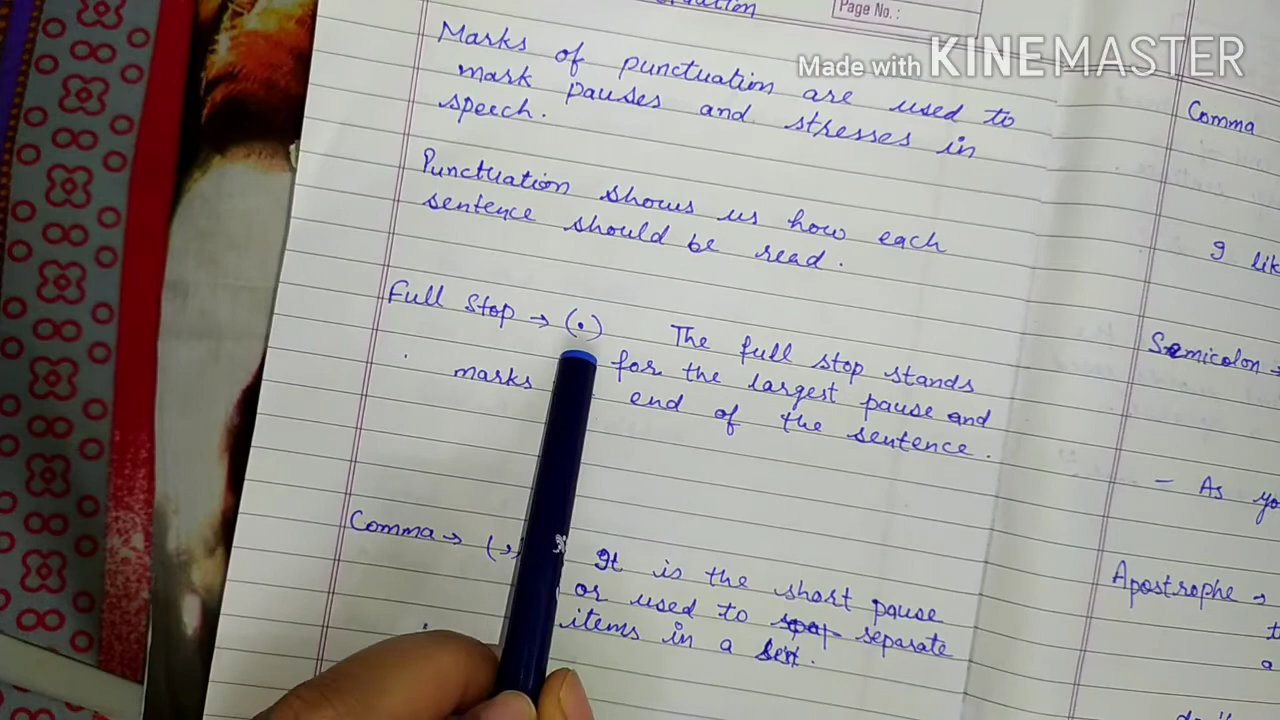 Page No. :
Made with KINEMASTER
Marks of punctuation are used to
mark pauses and stresses in
speech.
Punctuation shows us how each
sentence should be read.
Full Stop → (.) The full stop stands
for the largest pause and
marks end of the sentence.
Comma → (,) It is the short pause
or used to separate
items in a
Comma
I
Semicolon →
- As
Apostrophe →